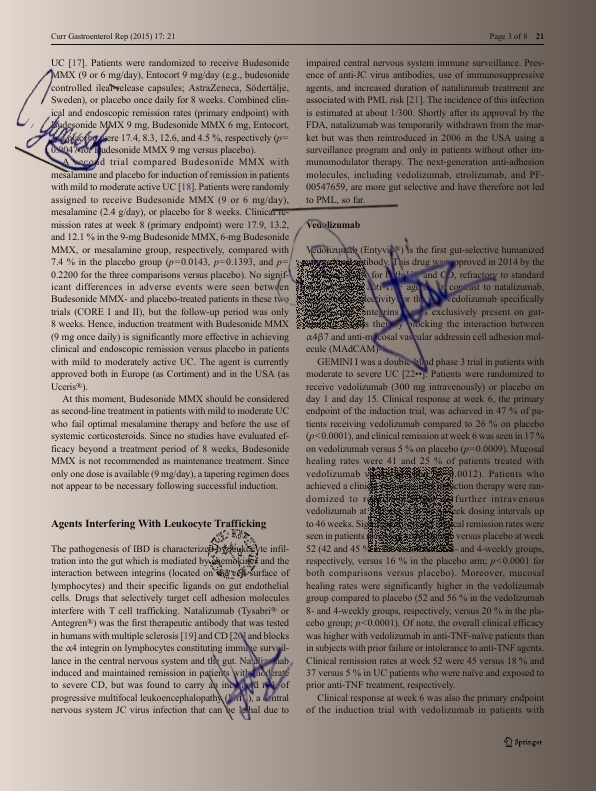 Curr Gastroenterol Rep (2015) 17: 21
Page 3 of 8 21
UC [17]. Patients were randomized to receive Budesonide
MMX (9 or 6 mg/day), Entocort 9 mg/day (e.g., budesonide
controlled ileal-release capsules; AstraZeneca, Södertälje,
Sweden), or placebo once daily for 8 weeks. Combined clin-
ical and endoscopic remission rates (primary endpoint) with
Budesonide MMX 9 mg, Budesonide MMX 6 mg, Entocort,
were 17.4, 8.3, 12.6, and 4.5 %, respectively (p=
0.0047 for Budesonide MMX 9 mg versus placebo).
A second trial compared Budesonide MMX with
mesalamine and placebo for induction of remission in patients
with mild to moderate active UC [18]. Patients were randomly
assigned to receive Budesonide MMX (9 or 6 mg/day),
mesalamine (2.4 g/day), or placebo for 8 weeks. Clinical re-
mission rates at week 8 (primary endpoint) were 17.9, 13.2,
and 12.1 % in the 9-mg Budesonide MMX, 6-mg Budesonide
MMX, or mesalamine group, respectively, compared with
7.4 % in the placebo group (p=0.0143, p=0.1393, and p=
0.2200 for the three comparisons versus placebo). No signif-
icant differences in adverse events were seen between
Budesonide MMX- and placebo-treated patients in these two
trials (CORE I and II), but the follow-up period was only
8 weeks. Hence, induction treatment with Budesonide MMX
(9 mg once daily) is significantly more effective in achieving
clinical and endoscopic remission versus placebo in patients
with mild to moderately active UC. The agent is currently
approved both in Europe (as Cortiment) and in the USA (as
Uceris®).
At this moment, Budesonide MMX should be considered
as second-line treatment in patients with mild to moderate UC
who fail optimal mesalamine therapy and before the use of
systemic corticosteroids. Since no studies have evaluated ef-
ficacy beyond a treatment period of 8 weeks, Budesonide
MMX is not recommended as maintenance treatment. Since
only one dose is available (9 mg/day), a tapering regimen does
not appear to be necessary following successful induction.
Agents Interfering With Leukocyte Trafficking
The pathogenesis of IBD is characterized by leukocyte infil-
tration into the gut which is mediated by chemokines and the
interaction between integrins (located on the cell surface of
lymphocytes) and their specific ligands on gut endothelial
cells. Drugs that selectively target cell adhesion molecules
interfere with T cell trafficking. Natalizumab (Tysabri® or
Antegren®) was the first therapeutic antibody that was tested
in humans with multiple sclerosis [19] and CD [20] and blocks
the α4 integrin on lymphocytes constituting immune surveil-
lance in the central nervous system and the gut. Natalizumab
induced and maintained remission in patients with moderate
to severe CD, but was found to carry an increased risk of
progressive multifocal leukoencephalopathy (PML), a central
nervous system JC virus infection that can be lethal due to
impaired central nervous system immune surveillance. Pres-
ence of anti-JC virus antibodies, use of immunosuppressive
agents, and increased duration of natalizumab treatment are
associated with PML risk [21]. The incidence of this infection
is estimated at about 1/300. Shortly after its approval by the
FDA, natalizumab was temporarily withdrawn from the mar-
ket but was then reintroduced in 2006 in the USA using a
surveillance program and only in patients without other im-
munomodulator therapy. The next-generation anti-adhesion
molecules, including vedolizumab, etrolizumab, and PF-
00547659, are more gut selective and have therefore not led
to PML, so far.
Vedolizumab
Vedolizumab (Entyvio®) is the first gut-selective humanized
antibody. This drug was approved in 2014 by the
for both UC and CD, refractory to standard
anti-TNF agents. In contrast to natalizumab,
selectivity for the vedolizumab specifically
integrins exclusively present on gut-
therapy blocking the interaction between
α4β7 and anti-mucosal vascular addressin cell adhesion mol-
ecule (MAdCAM)
GEMINI I was a double-blind phase 3 trial in patients with
moderate to severe UC [22••]. Patients were randomized to
receive vedolizumab (300 mg intravenously) or placebo on
day 1 and day 15. Clinical response at week 6, the primary
endpoint of the induction trial, was achieved in 47 % of pa-
tients receiving vedolizumab compared to 26 % on placebo
(p<0.0001), and clinical remission at week 6 was seen in 17 %
on vedolizumab versus 5 % on placebo (p=0.0009). Mucosal
healing rates were 41 and 25 % of patients treated with
vedolizumab 0.0012). Patients who
achieved a clinical induction therapy were ran-
domized to further intravenous
vedolizumab at week dosing intervals up
to 46 weeks. clinical remission rates were
seen in patients versus placebo at week
52 (42 and 45 % - and 4-weekly groups,
respectively, versus 16 % in the placebo arm; p<0.0001 for
both comparisons versus placebo). Moreover, mucosal
healing rates were significantly higher in the vedolizumab
group compared to placebo (52 and 56 % in the vedolizumab
8- and 4-weekly groups, respectively, versus 20 % in the pla-
cebo group; p<0.0001). Of note, the overall clinical efficacy
was higher with vedolizumab in anti-TNF-naïve patients than
in subjects with prior failure or intolerance to anti-TNF agents.
Clinical remission rates at week 52 were 45 versus 18 % and
37 versus 5 % in UC patients who were naïve and exposed to
prior anti-TNF treatment, respectively.
Clinical response at week 6 was also the primary endpoint
of the induction trial with vedolizumab in patients with
Springer